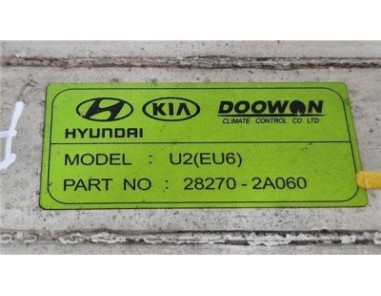 HYUNDAI KIA DOOWON
CLIMATE CONTROL CO LTD
MODEL : U2(EU6)
PART NO : 28270 - 2A060